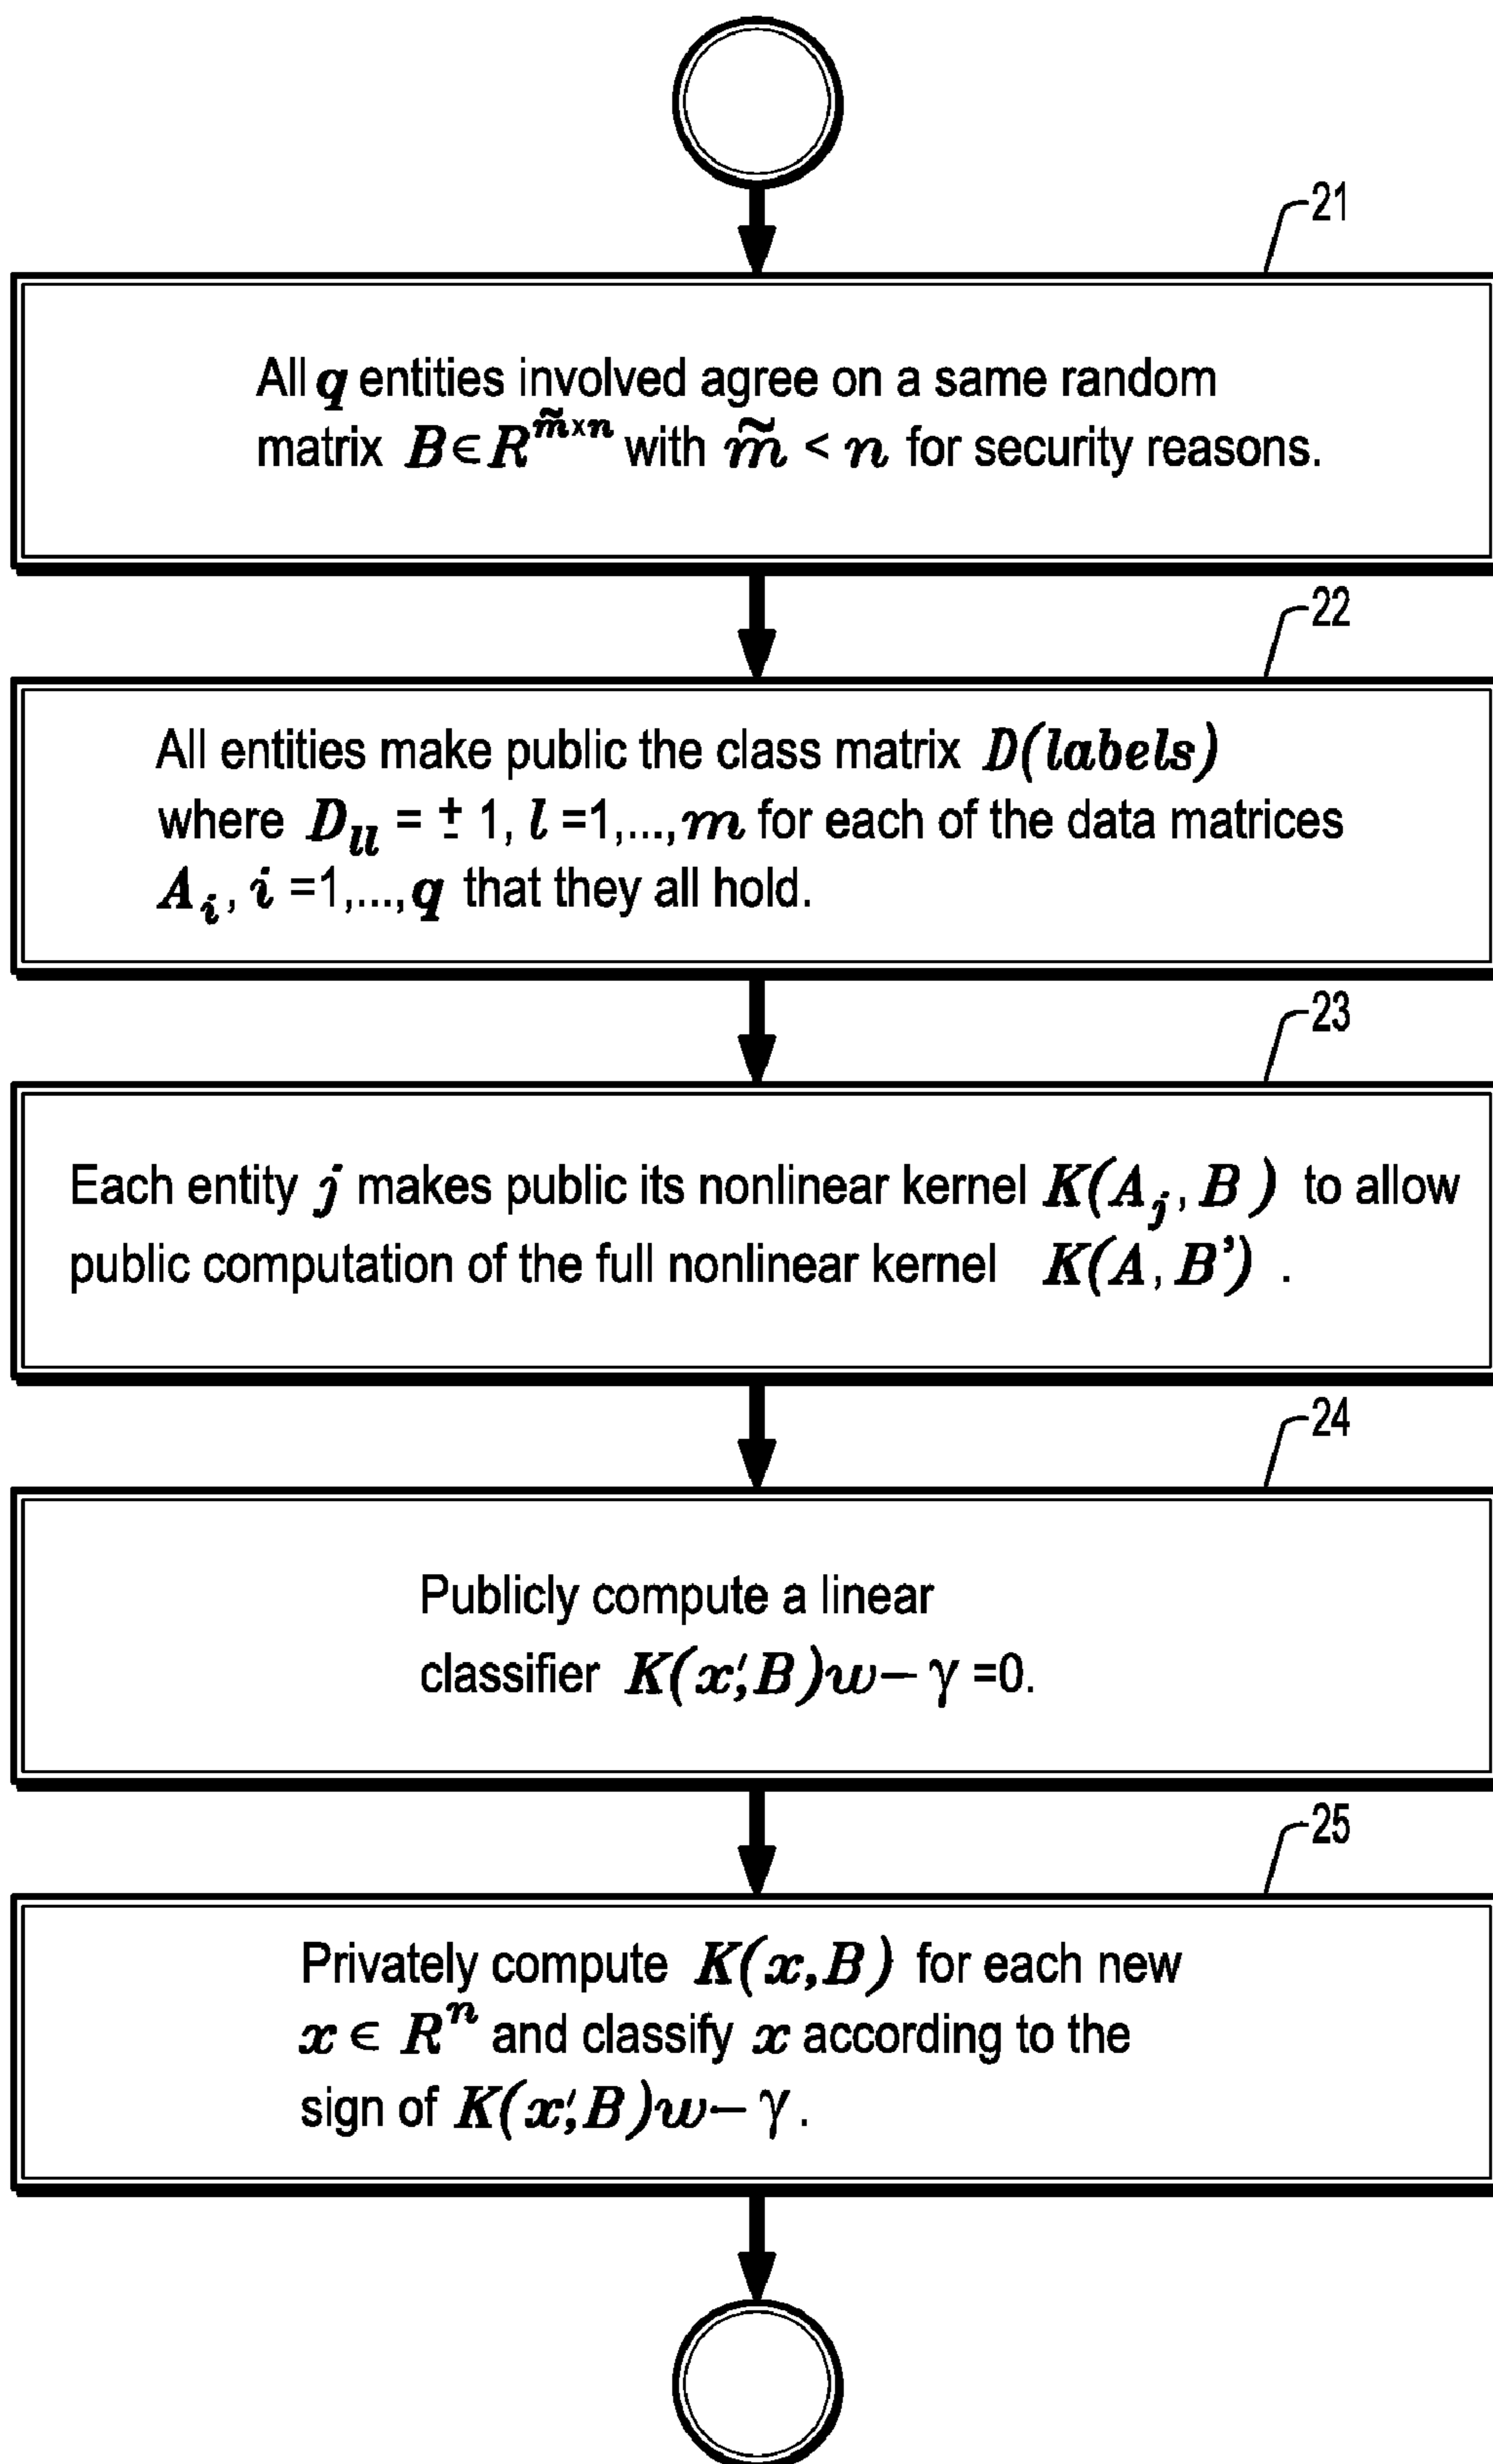 21
All q entities involved agree on a same random
matrix B ∈ R^m̃×n with m̃ < n for security reasons.
22
All entities make public the class matrix D(labels)
where D_ll = ± 1, l =1,...,m for each of the data matrices
A_i, i =1,...,q that they all hold.
23
Each entity j makes public its nonlinear kernel K(A_j, B ) to allow
public computation of the full nonlinear kernel K(A, B’) .
24
Publicly compute a linear
classifier K(x′,B)w− γ =0.
25
Privately compute K(x,B) for each new
x ∈ R^n and classify x according to the
sign of K(x′,B)w− γ .